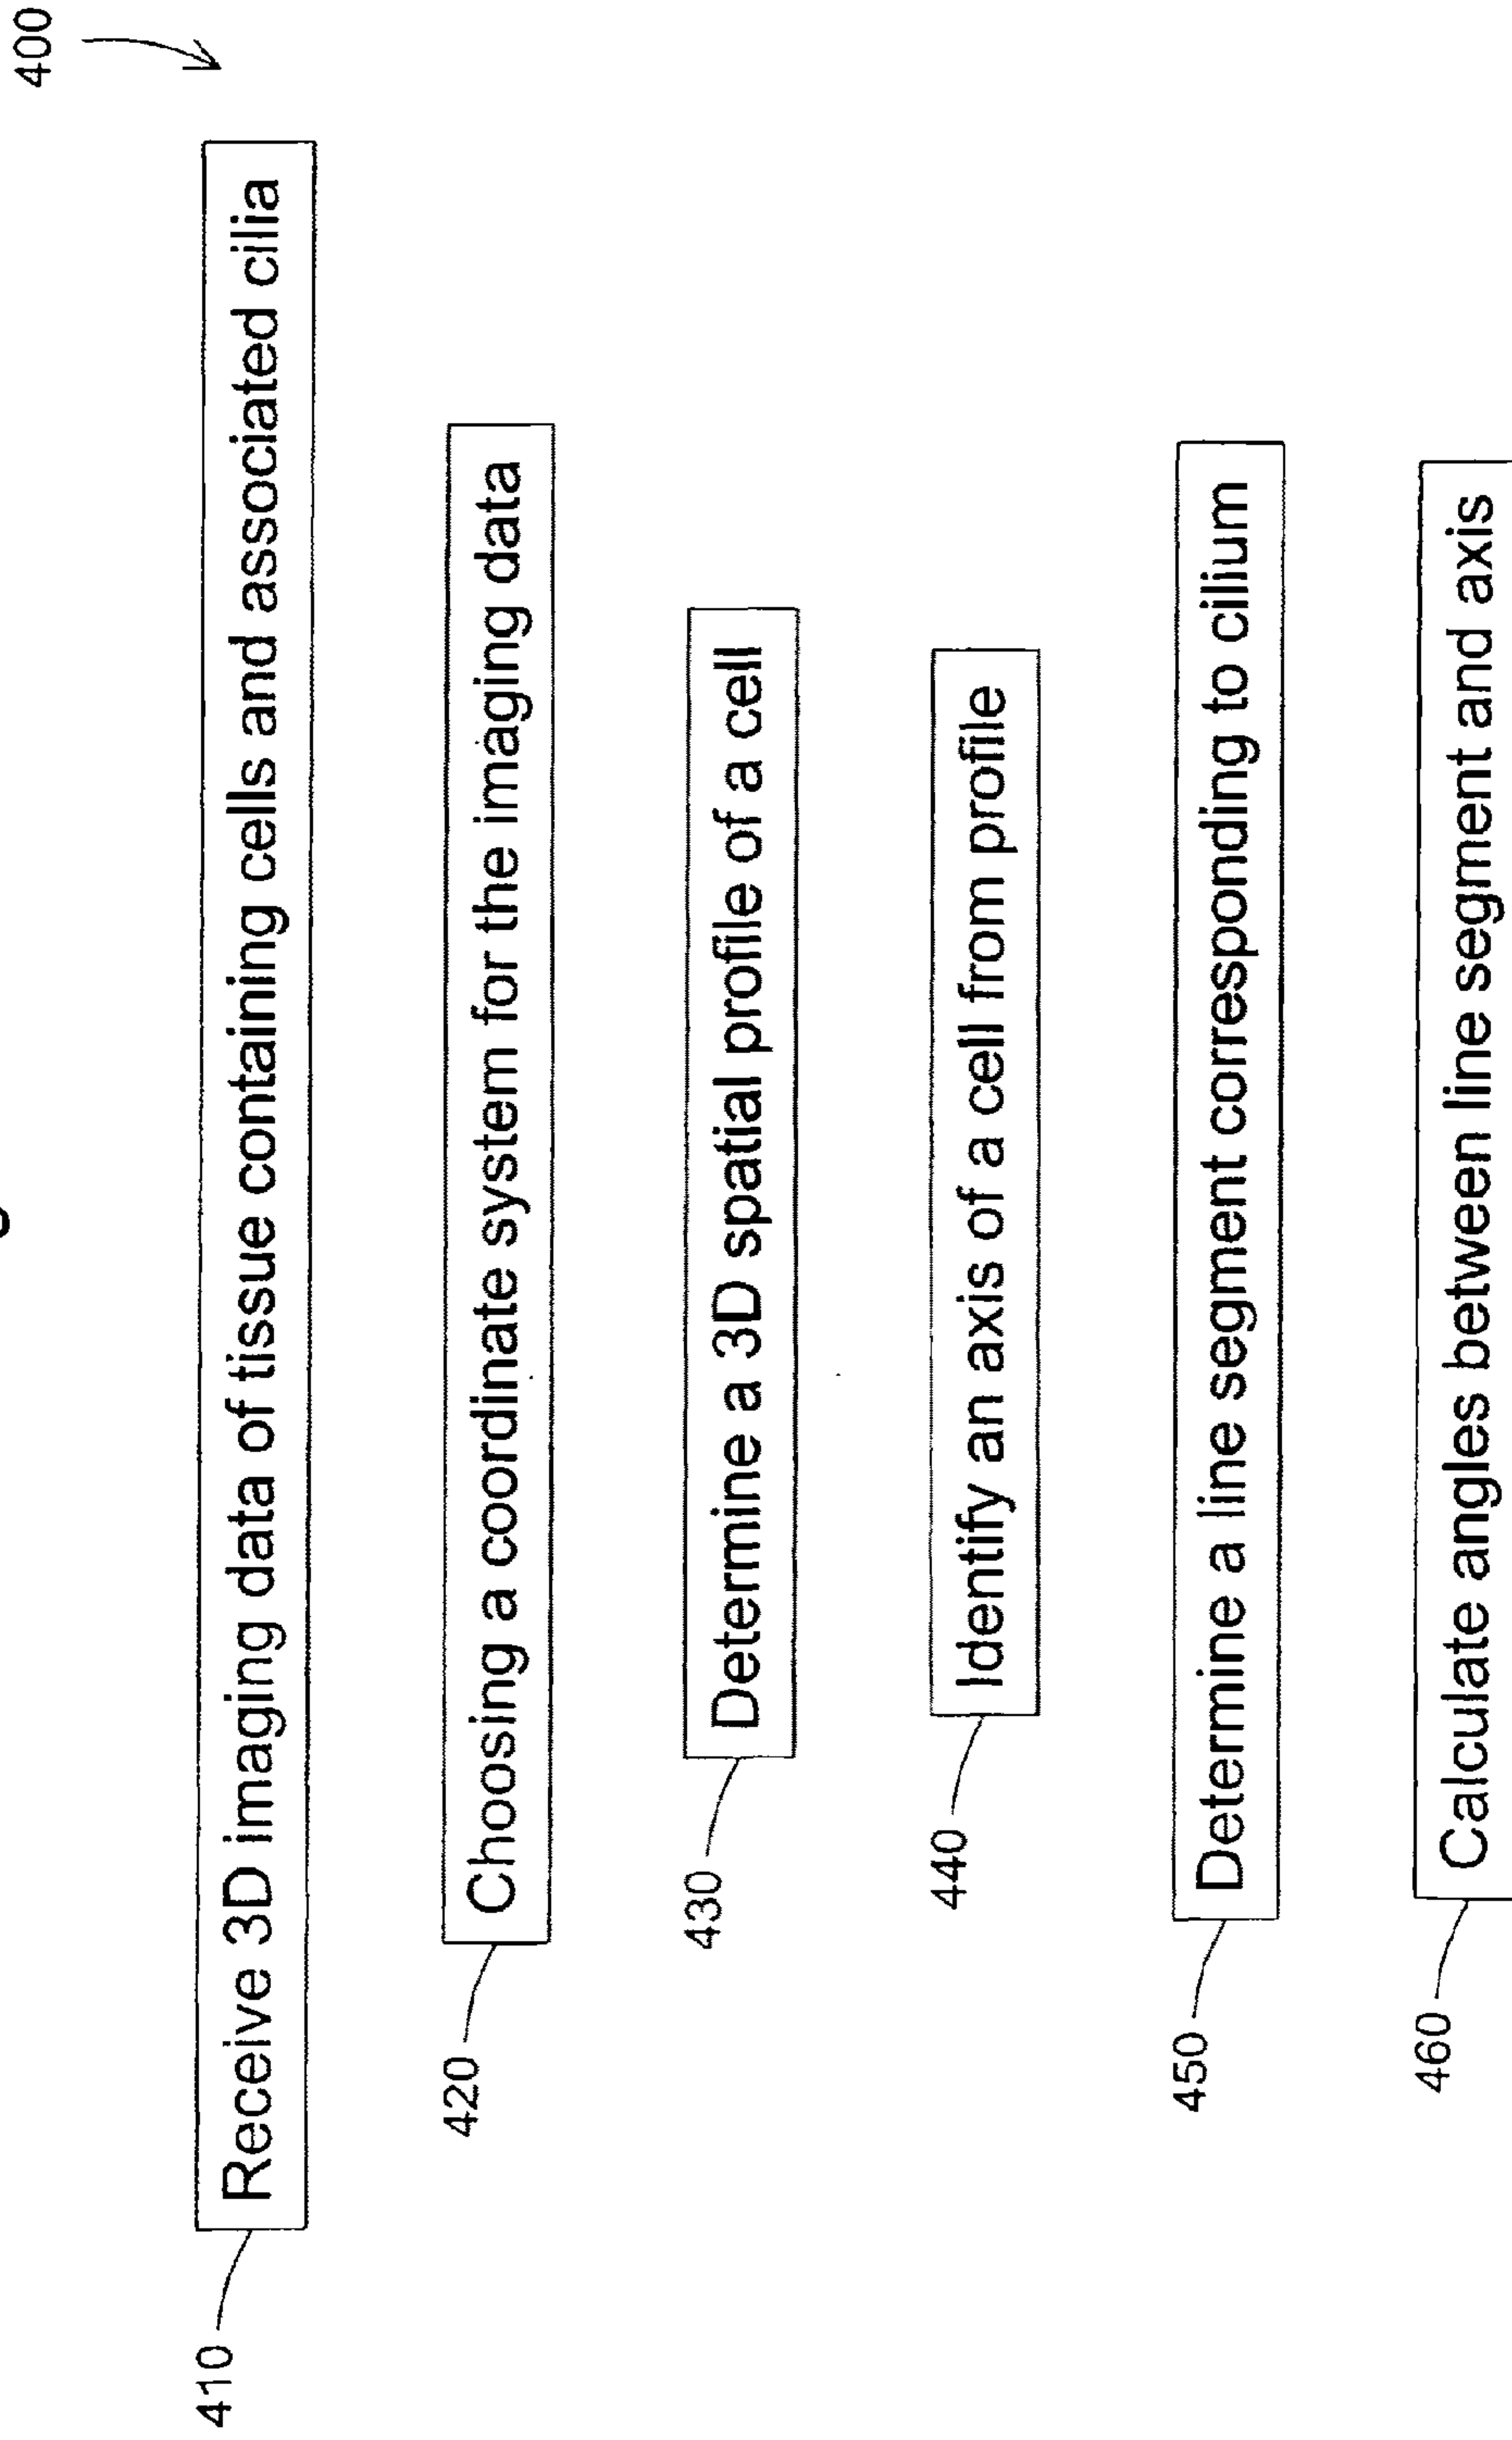 400
410
Receive 3D imaging data of tissue containing cells and associated cilia
420
Choosing a coordinate system for the imaging data
430
Determine a 3D spatial profile of a cell
440
Identify an axis of a cell from profile
450
Determine a line segment corresponding to cilium
460
Calculate angles between line segment and axis